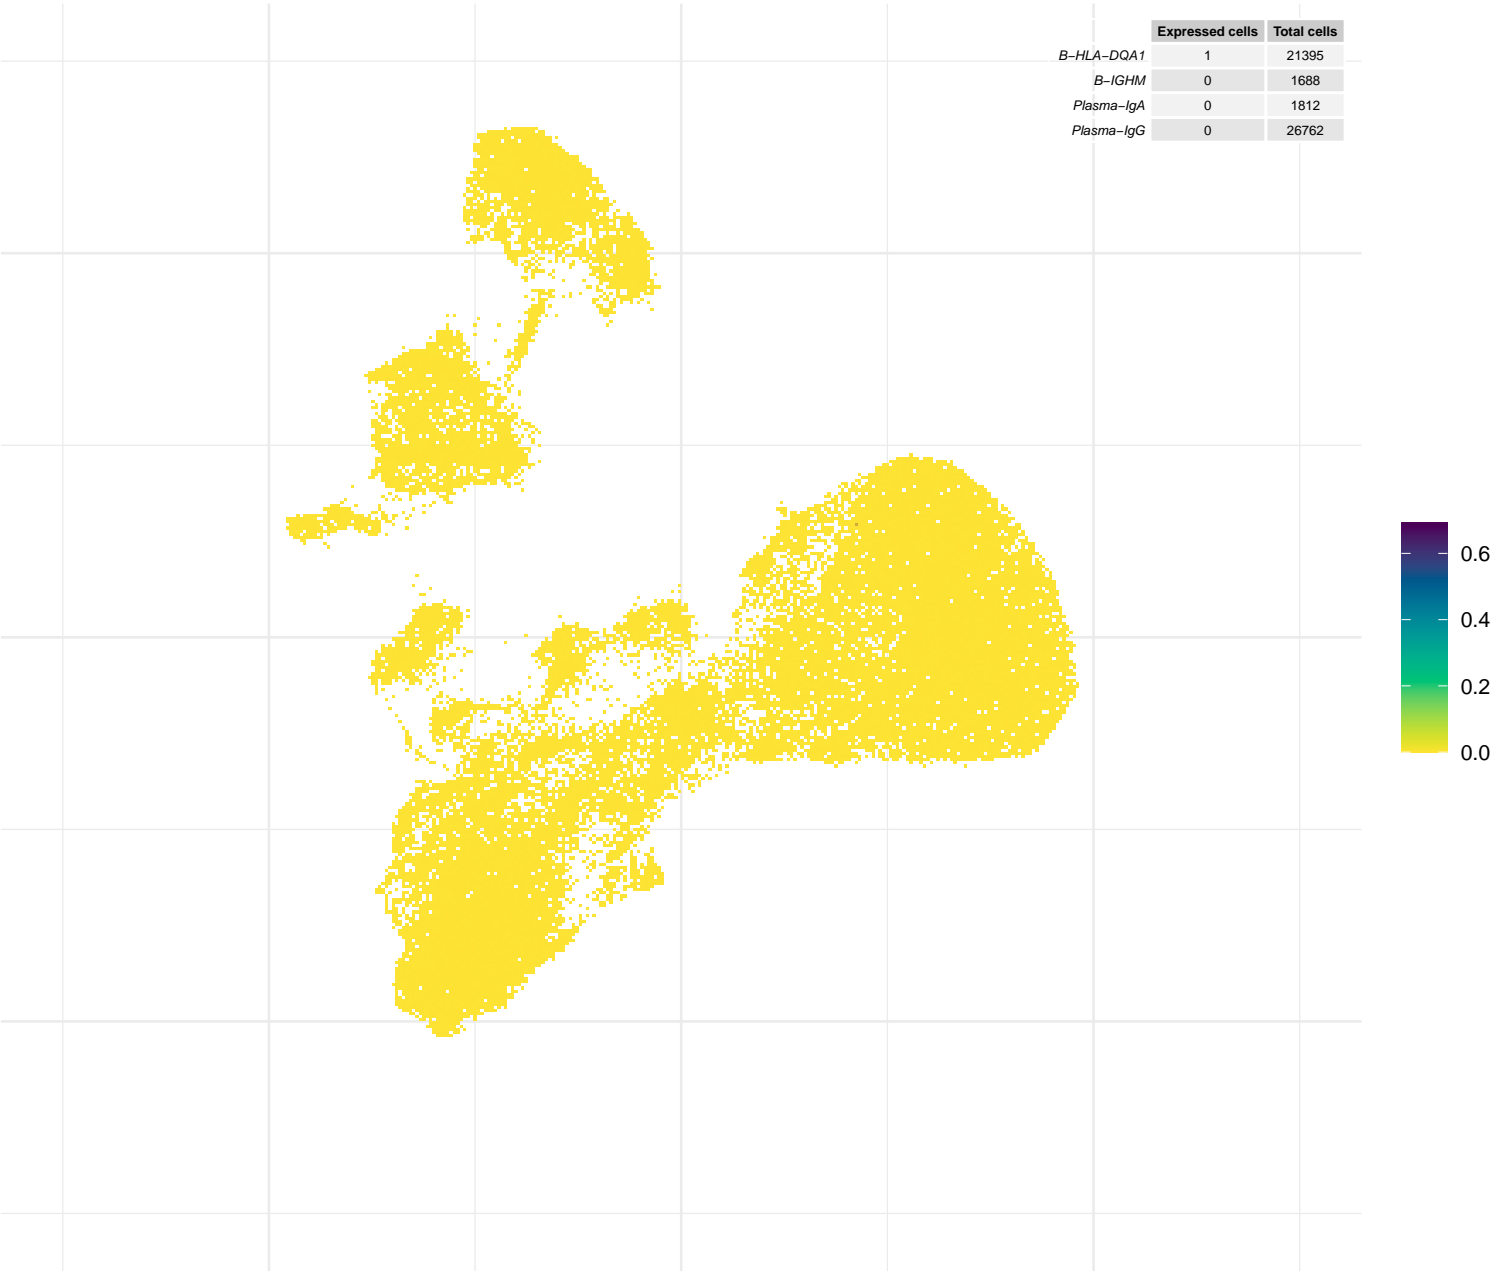 Expressed cells Total cells
B−HLA−DQA1 1 21395
B−IGHM 0 1688
Plasma−IgA 0 1812
Plasma−IgG 0 26762
0.6
0.4
0.2
0.0